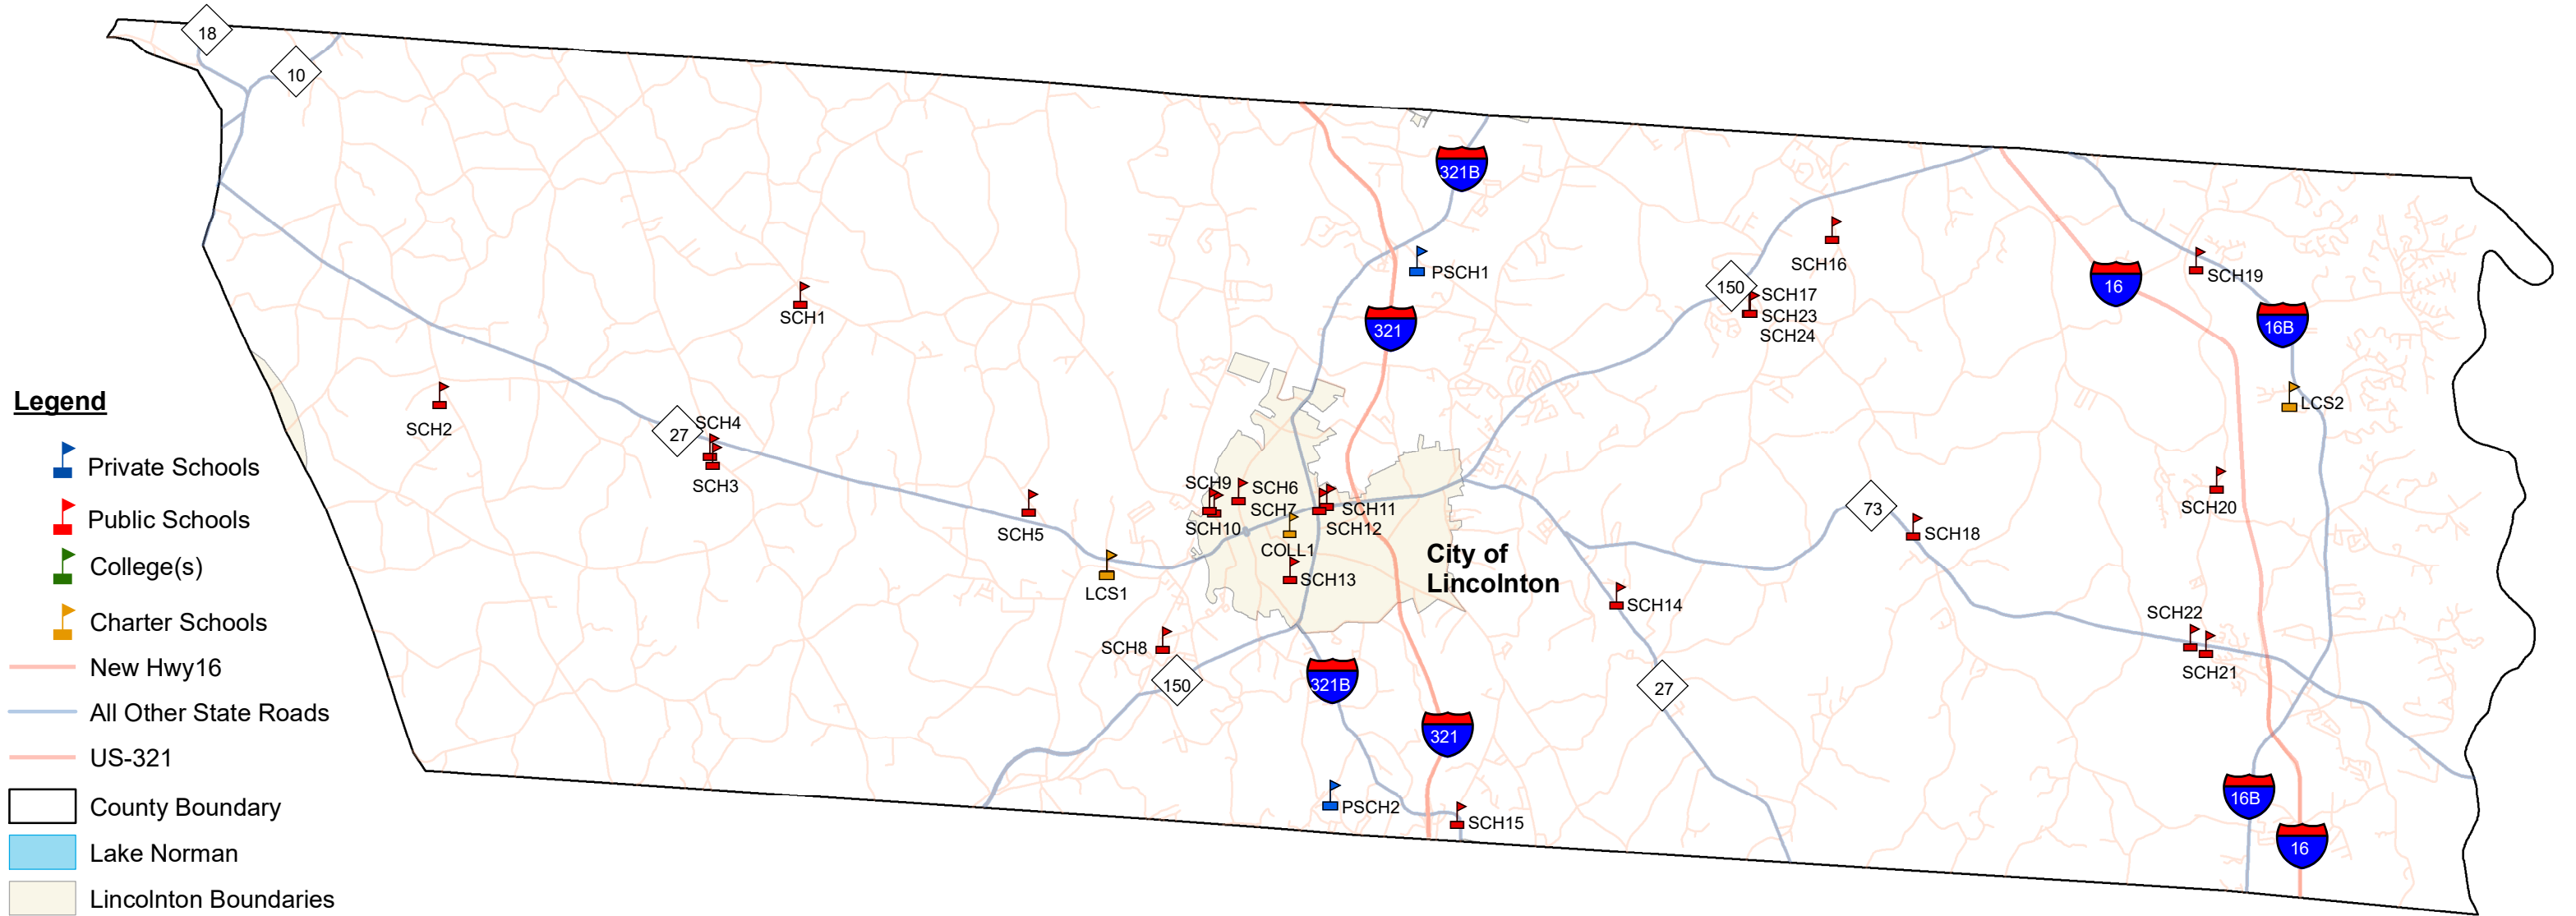 18
10
321B
PSCH1
SCH16
SCH19
150
SCH17
SCH23
SCH24
16
16B
SCH1
321
LCS2
SCH2
27
SCH4
SCH3
SCH9
SCH6
SCH7
SCH10
SCH11
SCH12
SCH5
COLL1
SCH13
City of
Lincolnton
LCS1
SCH8
150
321B
321
PSCH2
SCH15
SCH14
27
73
SCH18
SCH20
SCH22
SCH21
16B
16
Legend
Private Schools
Public Schools
College(s)
Charter Schools
New Hwy16
All Other State Roads
US-321
County Boundary
Lake Norman
Lincolnton Boundaries